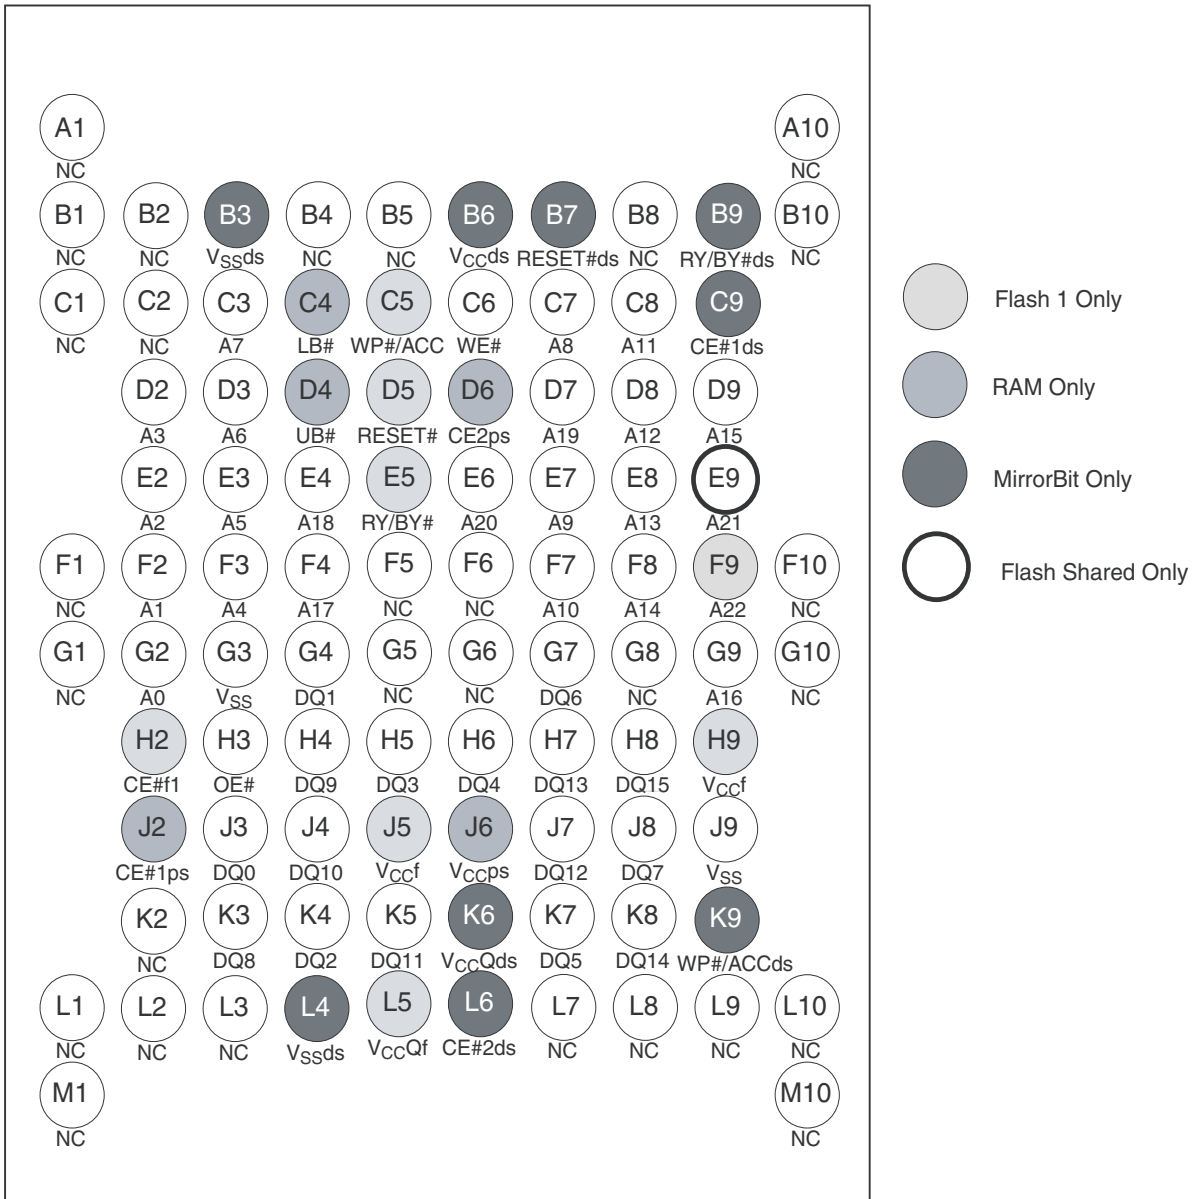 A1 A10
NC NC
B1 B2 B3 B4 B5 B6 B7 B8 B9 B10
NC NC VSSds NC NC VCCds RESET#ds NC RY/BY#ds NC
C1 C2 C3 C4 C5 C6 C7 C8 C9
NC NC A7 LB# WP#/ACC WE# A8 A11 CE#1ds
D2 D3 D4 D5 D6 D7 D8 D9
A3 A6 UB# RESET# CE2ps A19 A12 A15
E2 E3 E4 E5 E6 E7 E8 E9
A2 A5 A18 RY/BY# A20 A9 A13 A21
F1 F2 F3 F4 F5 F6 F7 F8 F9 F10
NC A1 A4 A17 NC NC A10 A14 A22 NC
G1 G2 G3 G4 G5 G6 G7 G8 G9 G10
NC A0 VSS DQ1 NC NC DQ6 NC A16 NC
H2 H3 H4 H5 H6 H7 H8 H9
CE#f1 OE# DQ9 DQ3 DQ4 DQ13 DQ15 VCCf
J2 J3 J4 J5 J6 J7 J8 J9
CE#1ps DQ0 DQ10 VCCf VCCps DQ12 DQ7 VSS
K2 K3 K4 K5 K6 K7 K8 K9
NC DQ8 DQ2 DQ11 VCCQds DQ5 DQ14 WP#/ACCds
L1 L2 L3 L4 L5 L6 L7 L8 L9 L10
NC NC NC VSSds VCCQf CE#2ds NC NC NC NC
M1 M10
NC NC
Flash 1 Only
RAM Only
MirrorBit Only
Flash Shared Only